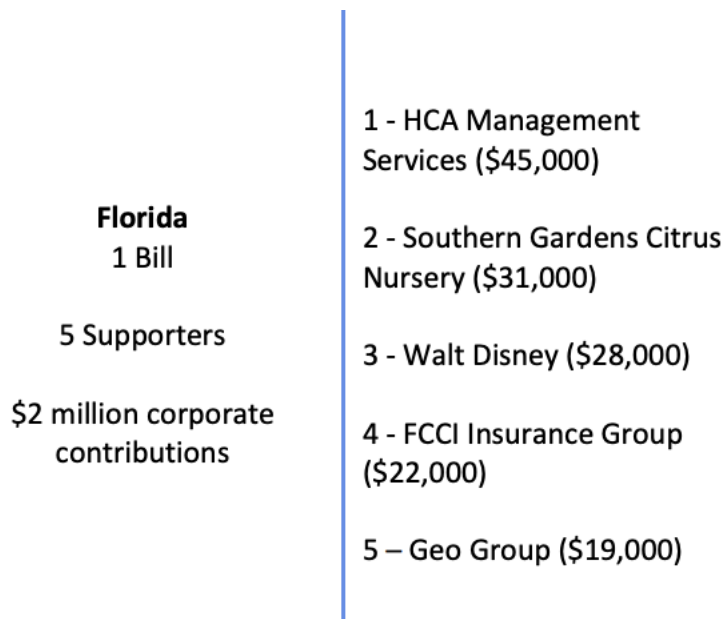 Florida
1 Bill
5 Supporters
$2 million corporate
contributions
1 - HCA Management
Services ($45,000)
2 - Southern Gardens Citrus
Nursery ($31,000)
3 - Walt Disney ($28,000)
4 - FCCI Insurance Group
($22,000)
5 – Geo Group ($19,000)